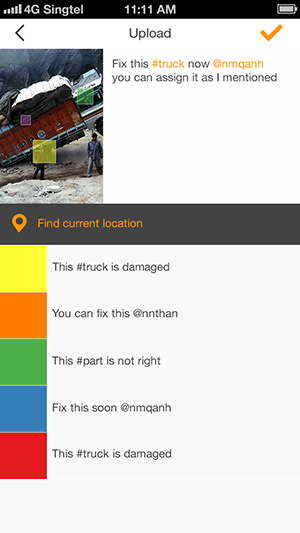 4G Singtel 11:11 AM
Upload
Fix this #truck now @nmqanh
you can assign it as I mentioned
Find current location
This #truck is damaged
You can fix this @nnthan
This #part is not right
Fix this soon @nmqanh
This #truck is damaged